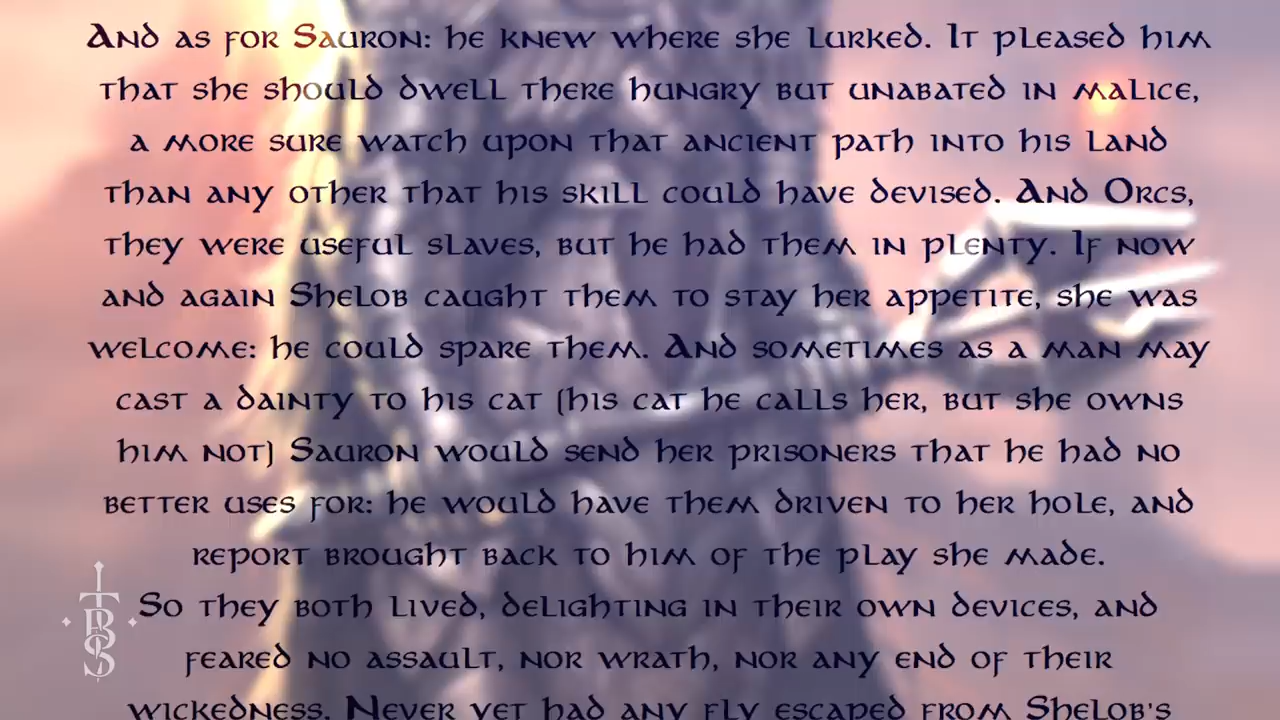 And as for Sauron: he knew where she lurked. It pleased him
that she should dwell there hungry but unabated in malice,
a more sure watch upon that ancient path into his land
than any other that his skill could have devised. And Orcs,
they were useful slaves, but he had them in plenty. If now
and again Shelob caught them to stay her appetite, she was
welcome: he could spare them. And sometimes as a man may
cast a dainty to his cat (his cat he calls her, but she owns
him not) Sauron would send her prisoners that he had no
better uses for: he would have them driven to her hole, and
report brought back to him of the play she made.
So they both lived, delighting in their own devices, and
feared no assault, nor wrath, nor any end of their
wickedness. Never yet had any fly escaped from Shelob's